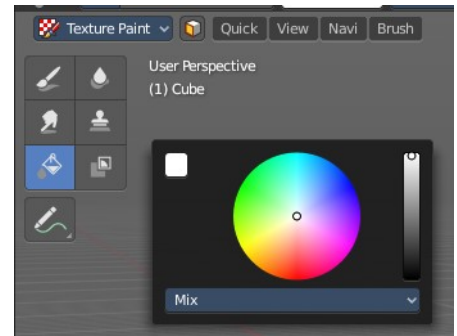 Texture Paint Quick View Navi Brush
User Perspective
(1) Cube
Mix